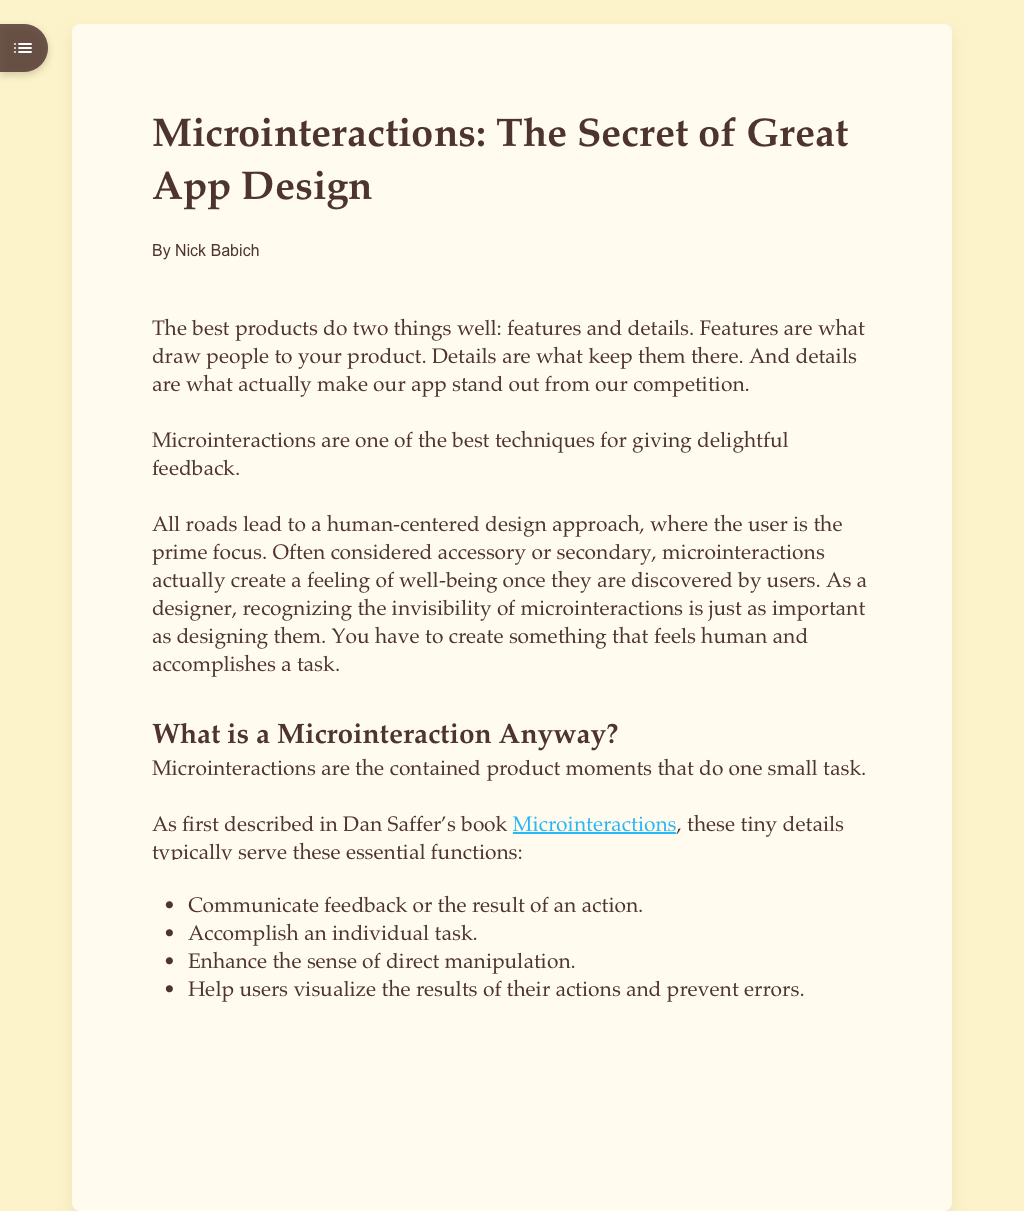 Microinteractions: The Secret of Great
App Design
By Nick Babich
The best products do two things well: features and details. Features are what
draw people to your product. Details are what keep them there. And details
are what actually make our app stand out from our competition.
Microinteractions are one of the best techniques for giving delightful
feedback.
All roads lead to a human-centered design approach, where the user is the
prime focus. Often considered accessory or secondary, microinteractions
actually create a feeling of well-being once they are discovered by users. As a
designer, recognizing the invisibility of microinteractions is just as important
as designing them. You have to create something that feels human and
accomplishes a task.
What is a Microinteraction Anyway?
Microinteractions are the contained product moments that do one small task.
As first described in Dan Saffer’s book Microinteractions, these tiny details
typically serve these essential functions:
• Communicate feedback or the result of an action.
• Accomplish an individual task.
• Enhance the sense of direct manipulation.
• Help users visualize the results of their actions and prevent errors.